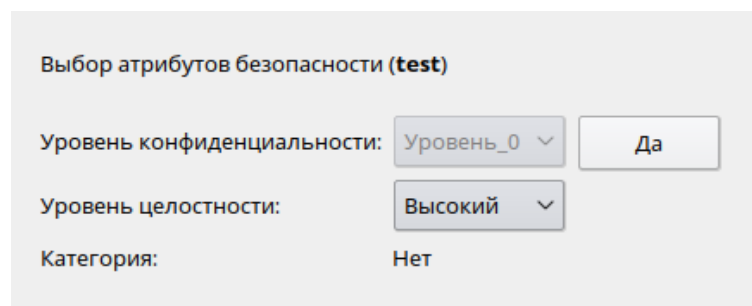 Выбор атрибутов безопасности (test)
Уровень конфиденциальности: Уровень_0 Да
Уровень целостности: Высокий
Категория: Нет